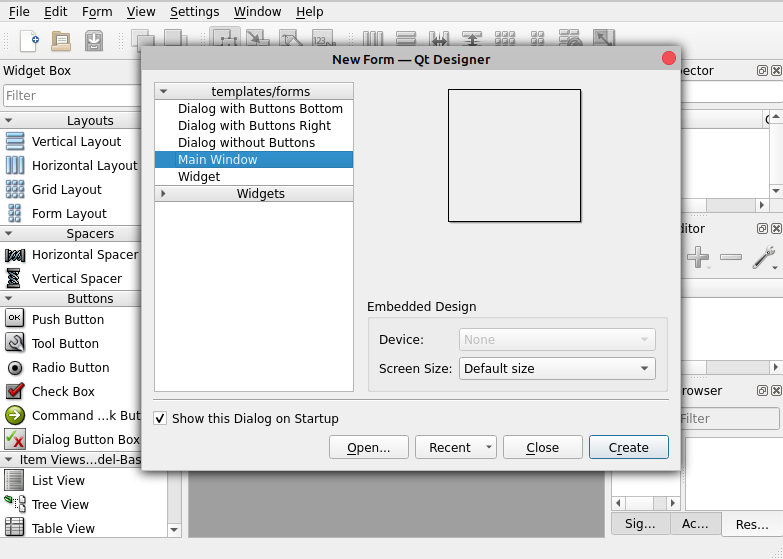 File Edit Form View Settings Window Help
New Form — Qt Designer
Widget Box
Filter
Layouts
Vertical Layout
Horizontal Layout
Grid Layout
Form Layout
Spacers
Horizontal Spacer
Vertical Spacer
Buttons
Push Button
Tool Button
Radio Button
Check Box
Command ...k But
Dialog Button Box
Item Views...del-Bas
List View
Tree View
Table View
templates/forms
Dialog with Buttons Bottom
Dialog with Buttons Right
Dialog without Buttons
Main Window
Widget
Widgets
Embedded Design
Device: None
Screen Size: Default size
Show this Dialog on Startup
Open... Recent Close Create
pector
ditor
rowser
Filter
Sig... Ac... Res...